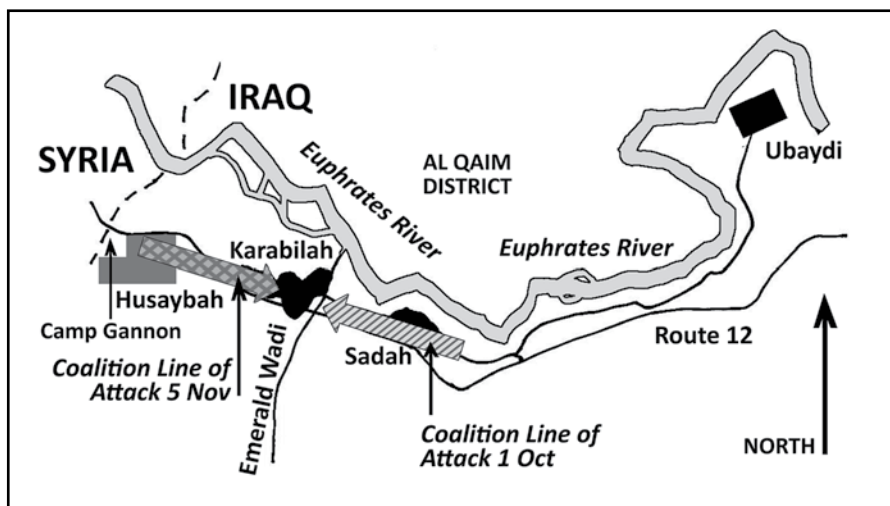 IRAQ
SYRIA
Euphrates River
AL QAIM
DISTRICT
Ubaydi
Euphrates River
Karabilah
Husaybah
Camp Gannon
Coalition Line of
Attack 5 Nov
Emerald Wadi
Sadah
Route 12
Coalition Line of
Attack 1 Oct
NORTH